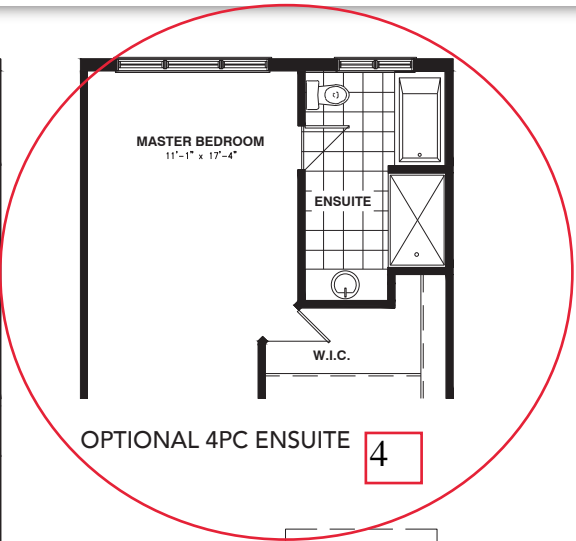 MASTER BEDROOM
11'-1" x 17'-4"
ENSUITE
W.I.C.
OPTIONAL 4PC ENSUITE 4